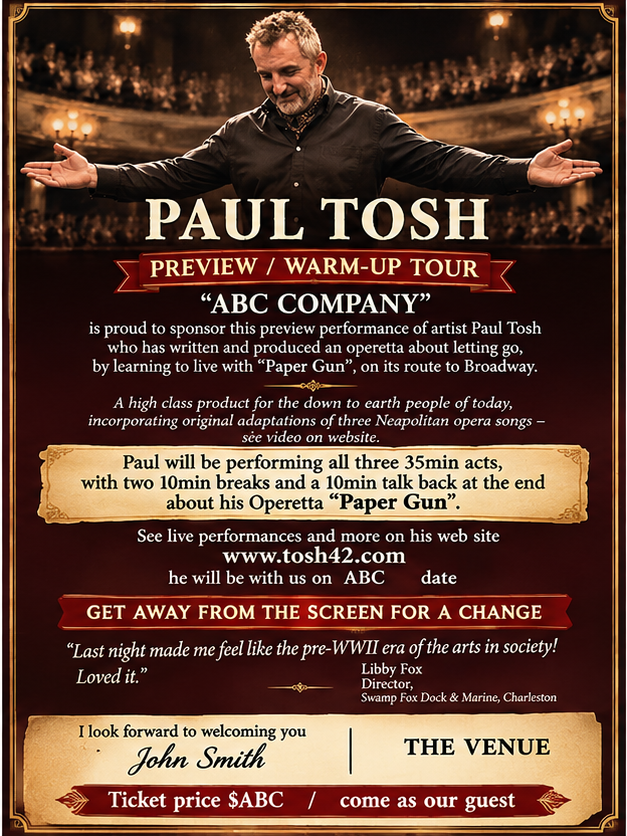 PAUL TOSH
PREVIEW / WARM-UP TOUR
“ABC COMPANY”
is proud to sponsor this preview performance of artist Paul Tosh
who has written and produced an operetta about letting go,
by learning to live with “Paper Gun”, on its route to Broadway.
A high class product for the down to earth people of today,
incorporating original adaptations of three Neapolitan opera songs –
see video on website.
Paul will be performing all three 35min acts,
with two 10min breaks and a 10min talk back at the end
about his Operetta “Paper Gun”.
See live performances and more on his web site
www.tosh42.com
he will be with us on ABC date
GET AWAY FROM THE SCREEN FOR A CHANGE
“Last night made me feel like the pre-WWII era of the arts in society!
Loved it.”
Libby Fox
Director,
Swamp Fox Dock & Marine, Charleston
I look forward to welcoming you
John Smith
THE VENUE
Ticket price $ABC / come as our guest